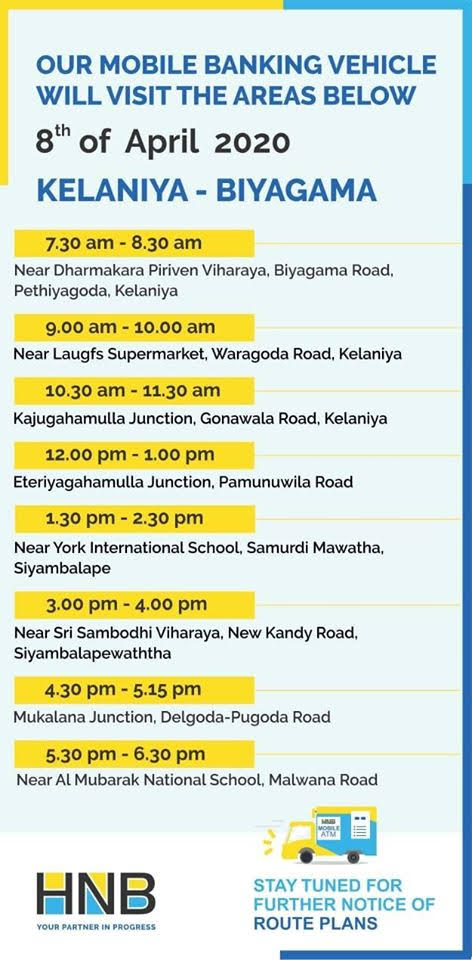 OUR MOBILE BANKING VEHICLE
WILL VISIT THE AREAS BELOW
8th of April 2020
KELANIYA - BIYAGAMA
7.30 am - 8.30 am
Near Dharmakara Piriven Viharaya, Biyagama Road,
Pethiyagoda, Kelaniya
9.00 am - 10.00 am
Near Laugfs Supermarket, Waragoda Road, Kelaniya
10.30 am - 11.30 am
Kajugahamulla Junction, Gonawala Road, Kelaniya
12.00 pm - 1.00 pm
Eteriyagahamulla Junction, Pamunuwila Road
1.30 pm - 2.30 pm
Near York International School, Samurdi Mawatha,
Siyambalape
3.00 pm - 4.00 pm
Near Sri Sambodhi Viharaya, New Kandy Road,
Siyambalapewaththa
4.30 pm - 5.15 pm
Mukalana Junction, Delgoda-Pugoda Road
5.30 pm - 6.30 pm
Near Al Mubarak National School, Malwana Road
HNB
MOBILE
ATM
HNB
YOUR PARTNER IN PROGRESS
STAY TUNED FOR
FURTHER NOTICE OF
ROUTE PLANS